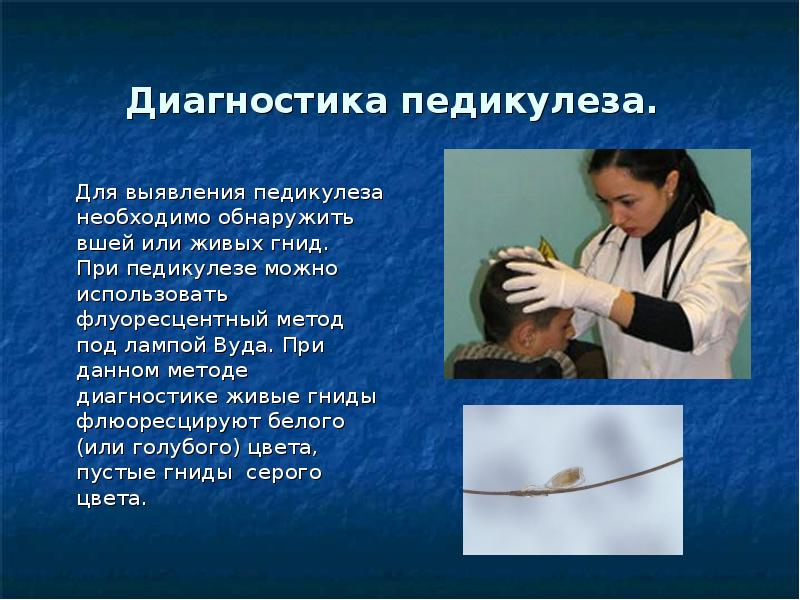 Диагностика педикулеза.
Для выявления педикулеза
необходимо обнаружить
вшей или живых гнид.
При педикулезе можно
использовать
флуоресцентный метод
под лампой Вуда. При
данном методе
диагностике живые гниды
флюоресцируют белого
(или голубого) цвета,
пустые гниды  серого
цвета.